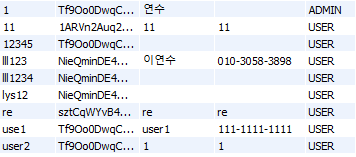 1 Tf9Oo0DwqC... 연수 ADMIN
11 1ARVn2Auq2... 11 11 USER
12345 Tf9Oo0DwqC... USER
lll123 NieQminDE4... 이연수 010-3058-3898 USER
lll1234 NieQminDE4... USER
lys12 NieQminDE4... USER
re sztCqWYvB4... re re USER
use1 Tf9Oo0DwqC... user1 111-1111-1111 USER
user2 Tf9Oo0DwqC... 1 1 USER